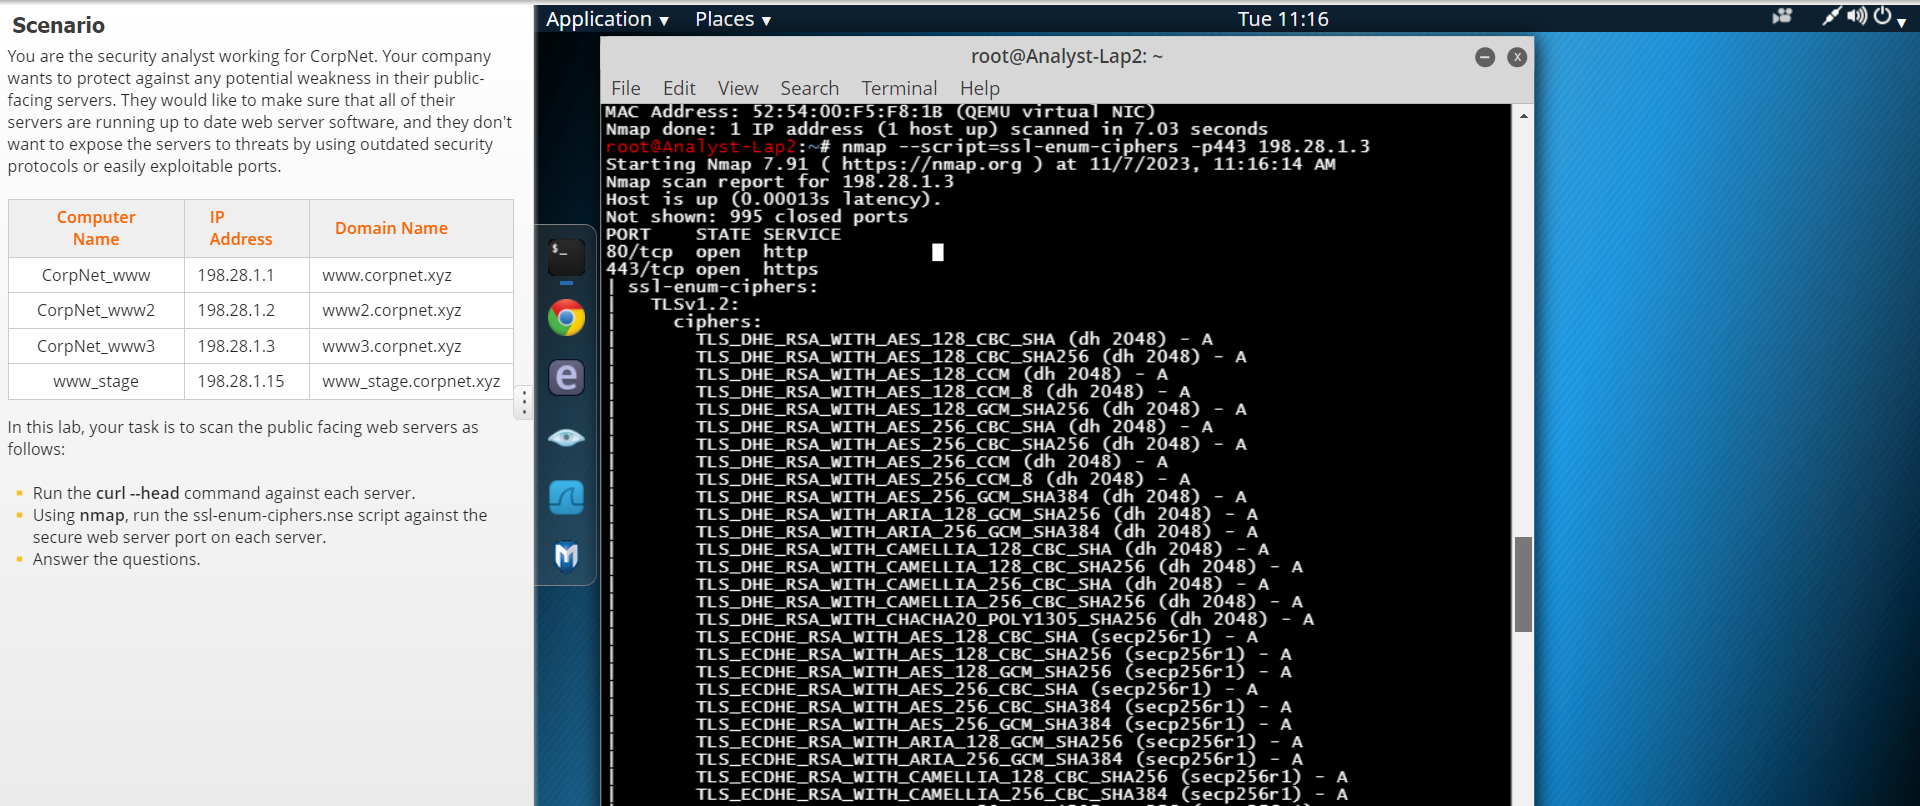 Scenario
You are the security analyst working for CorpNet. Your company
wants to protect against any potential weakness in their public-
facing servers. They would like to make sure that all of their
servers are running up to date web server software, and they don't
want to expose the servers to threats by using outdated security
protocols or easily exploitable ports.
Computer Name IP Address Domain Name
CorpNet_www 198.28.1.1 www.corpnet.xyz
CorpNet_www2 198.28.1.2 www2.corpnet.xyz
CorpNet_www3 198.28.1.3 www3.corpnet.xyz
www_stage 198.28.1.15 www_stage.corpnet.xyz
In this lab, your task is to scan the public facing web servers as
follows:
Run the curl --head command against each server.
Using nmap, run the ssl-enum-ciphers.nse script against the
secure web server port on each server.
Answer the questions.
Application Places Tue 11:16
root@Analyst-Lap2: ~
File Edit View Search Terminal Help
MAC Address: 52:54:00:F5:F8:1B (QEMU virtual NIC)
Nmap done: 1 IP address (1 host up) scanned in 7.03 seconds
root@Analyst-Lap2:~# nmap --script=ssl-enum-ciphers -p443 198.28.1.3
Starting Nmap 7.91 ( https://nmap.org ) at 11/7/2023, 11:16:14 AM
Nmap scan report for 198.28.1.3
Host is up (0.00013s latency).
Not shown: 995 closed ports
PORT STATE SERVICE
80/tcp open http
443/tcp open https
| ssl-enum-ciphers:
| TLSv1.2:
| ciphers:
| TLS_DHE_RSA_WITH_AES_128_CBC_SHA (dh 2048) - A
| TLS_DHE_RSA_WITH_AES_128_CBC_SHA256 (dh 2048) - A
| TLS_DHE_RSA_WITH_AES_128_CCM (dh 2048) - A
| TLS_DHE_RSA_WITH_AES_128_CCM_8 (dh 2048) - A
| TLS_DHE_RSA_WITH_AES_128_GCM_SHA256 (dh 2048) - A
| TLS_DHE_RSA_WITH_AES_256_CBC_SHA (dh 2048) - A
| TLS_DHE_RSA_WITH_AES_256_CBC_SHA256 (dh 2048) - A
| TLS_DHE_RSA_WITH_AES_256_CCM (dh 2048) - A
| TLS_DHE_RSA_WITH_AES_256_CCM_8 (dh 2048) - A
| TLS_DHE_RSA_WITH_AES_256_GCM_SHA384 (dh 2048) - A
| TLS_DHE_RSA_WITH_ARIA_128_GCM_SHA256 (dh 2048) - A
| TLS_DHE_RSA_WITH_ARIA_256_GCM_SHA384 (dh 2048) - A
| TLS_DHE_RSA_WITH_CAMELLIA_128_CBC_SHA (dh 2048) - A
| TLS_DHE_RSA_WITH_CAMELLIA_128_CBC_SHA256 (dh 2048) - A
| TLS_DHE_RSA_WITH_CAMELLIA_256_CBC_SHA (dh 2048) - A
| TLS_DHE_RSA_WITH_CAMELLIA_256_CBC_SHA256 (dh 2048) - A
| TLS_DHE_RSA_WITH_CHACHA20_POLY1305_SHA256 (dh 2048) - A
| TLS_ECDHE_RSA_WITH_AES_128_CBC_SHA (secp256r1) - A
| TLS_ECDHE_RSA_WITH_AES_128_CBC_SHA256 (secp256r1) - A
| TLS_ECDHE_RSA_WITH_AES_128_GCM_SHA256 (secp256r1) - A
| TLS_ECDHE_RSA_WITH_AES_256_CBC_SHA (secp256r1) - A
| TLS_ECDHE_RSA_WITH_AES_256_CBC_SHA384 (secp256r1) - A
| TLS_ECDHE_RSA_WITH_AES_256_GCM_SHA384 (secp256r1) - A
| TLS_ECDHE_RSA_WITH_ARIA_128_GCM_SHA256 (secp256r1) - A
| TLS_ECDHE_RSA_WITH_ARIA_256_GCM_SHA384 (secp256r1) - A
| TLS_ECDHE_RSA_WITH_CAMELLIA_128_CBC_SHA256 (secp256r1) - A
| TLS_ECDHE_RSA_WITH_CAMELLIA_256_CBC_SHA384 (secp256r1) - A